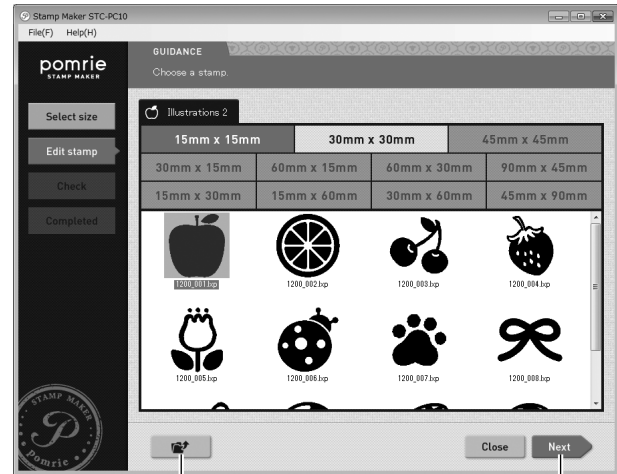 Stamp Maker STC-PC10
File(F) Help(H)
pomrie
STAMP MAKER
GUIDANCE
Choose a stamp.
Select size
Edit stamp
Check
Completed
Illustrations 2
15mm x 15mm 30mm x 30mm 45mm x 45mm
30mm x 15mm 60mm x 15mm 60mm x 30mm 90mm x 45mm
15mm x 30mm 15mm x 60mm 30mm x 60mm 45mm x 90mm
1200_001.lxp 1200_002.lxp 1200_003.lxp 1200_004.lxp
1200_005.lxp 1200_006.lxp 1200_007.lxp 1200_008.lxp
STAMP MAKER
P
Pomrie
Close Next